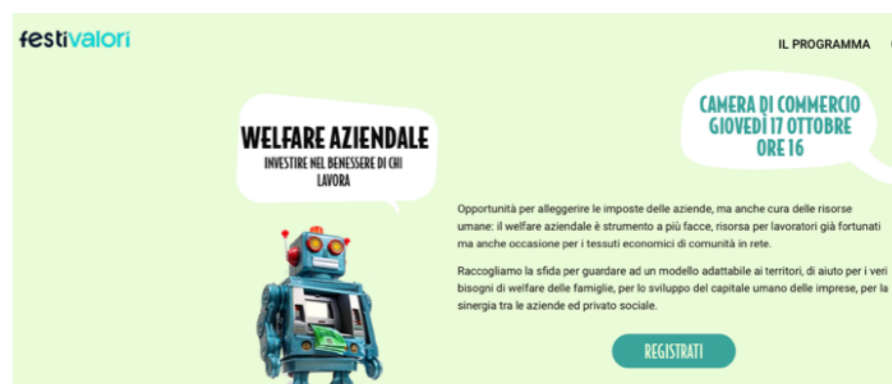 festivalori
IL PROGRAMMA
CAMERA DI COMMERCIO
GIOVEDÌ 17 OTTOBRE
ORE 16
WELFARE AZIENDALE
INVESTIRE NEL BENESSERE DI CHI
LAVORA
Opportunità per alleggerire le imposte delle aziende, ma anche cura delle risorse
umane: il welfare aziendale è strumento a più facce, risorsa per lavoratori già fortunati
ma anche occasione per i tessuti economici di comunità in rete.
Raccogliamo la sfida per guardare ad un modello adattabile ai territori, di aiuto per i veri
bisogni di welfare delle famiglie, per lo sviluppo del capitale umano delle imprese, per la
sinergia tra le aziende ed privato sociale.
REGISTRATI